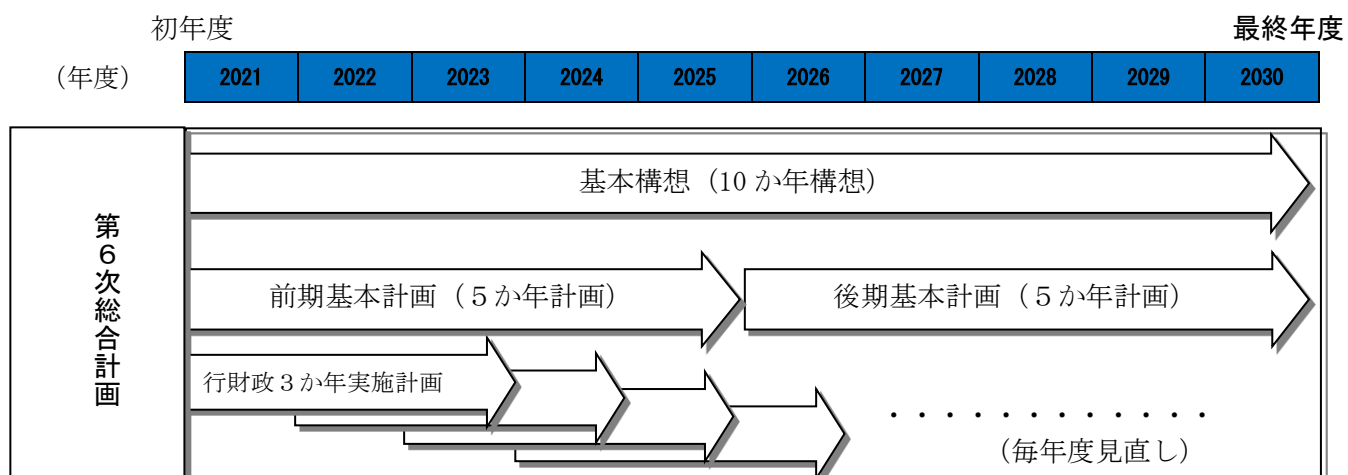 初年度
最終年度
(年度)
2021 2022 2023 2024 2025 2026 2027 2028 2029 2030
第6次総合計画
基本構想（10か年構想）
前期基本計画（５か年計画）
後期基本計画（５か年計画）
行財政３か年実施計画
・・・・・・・・・・・・
（毎年度見直し）